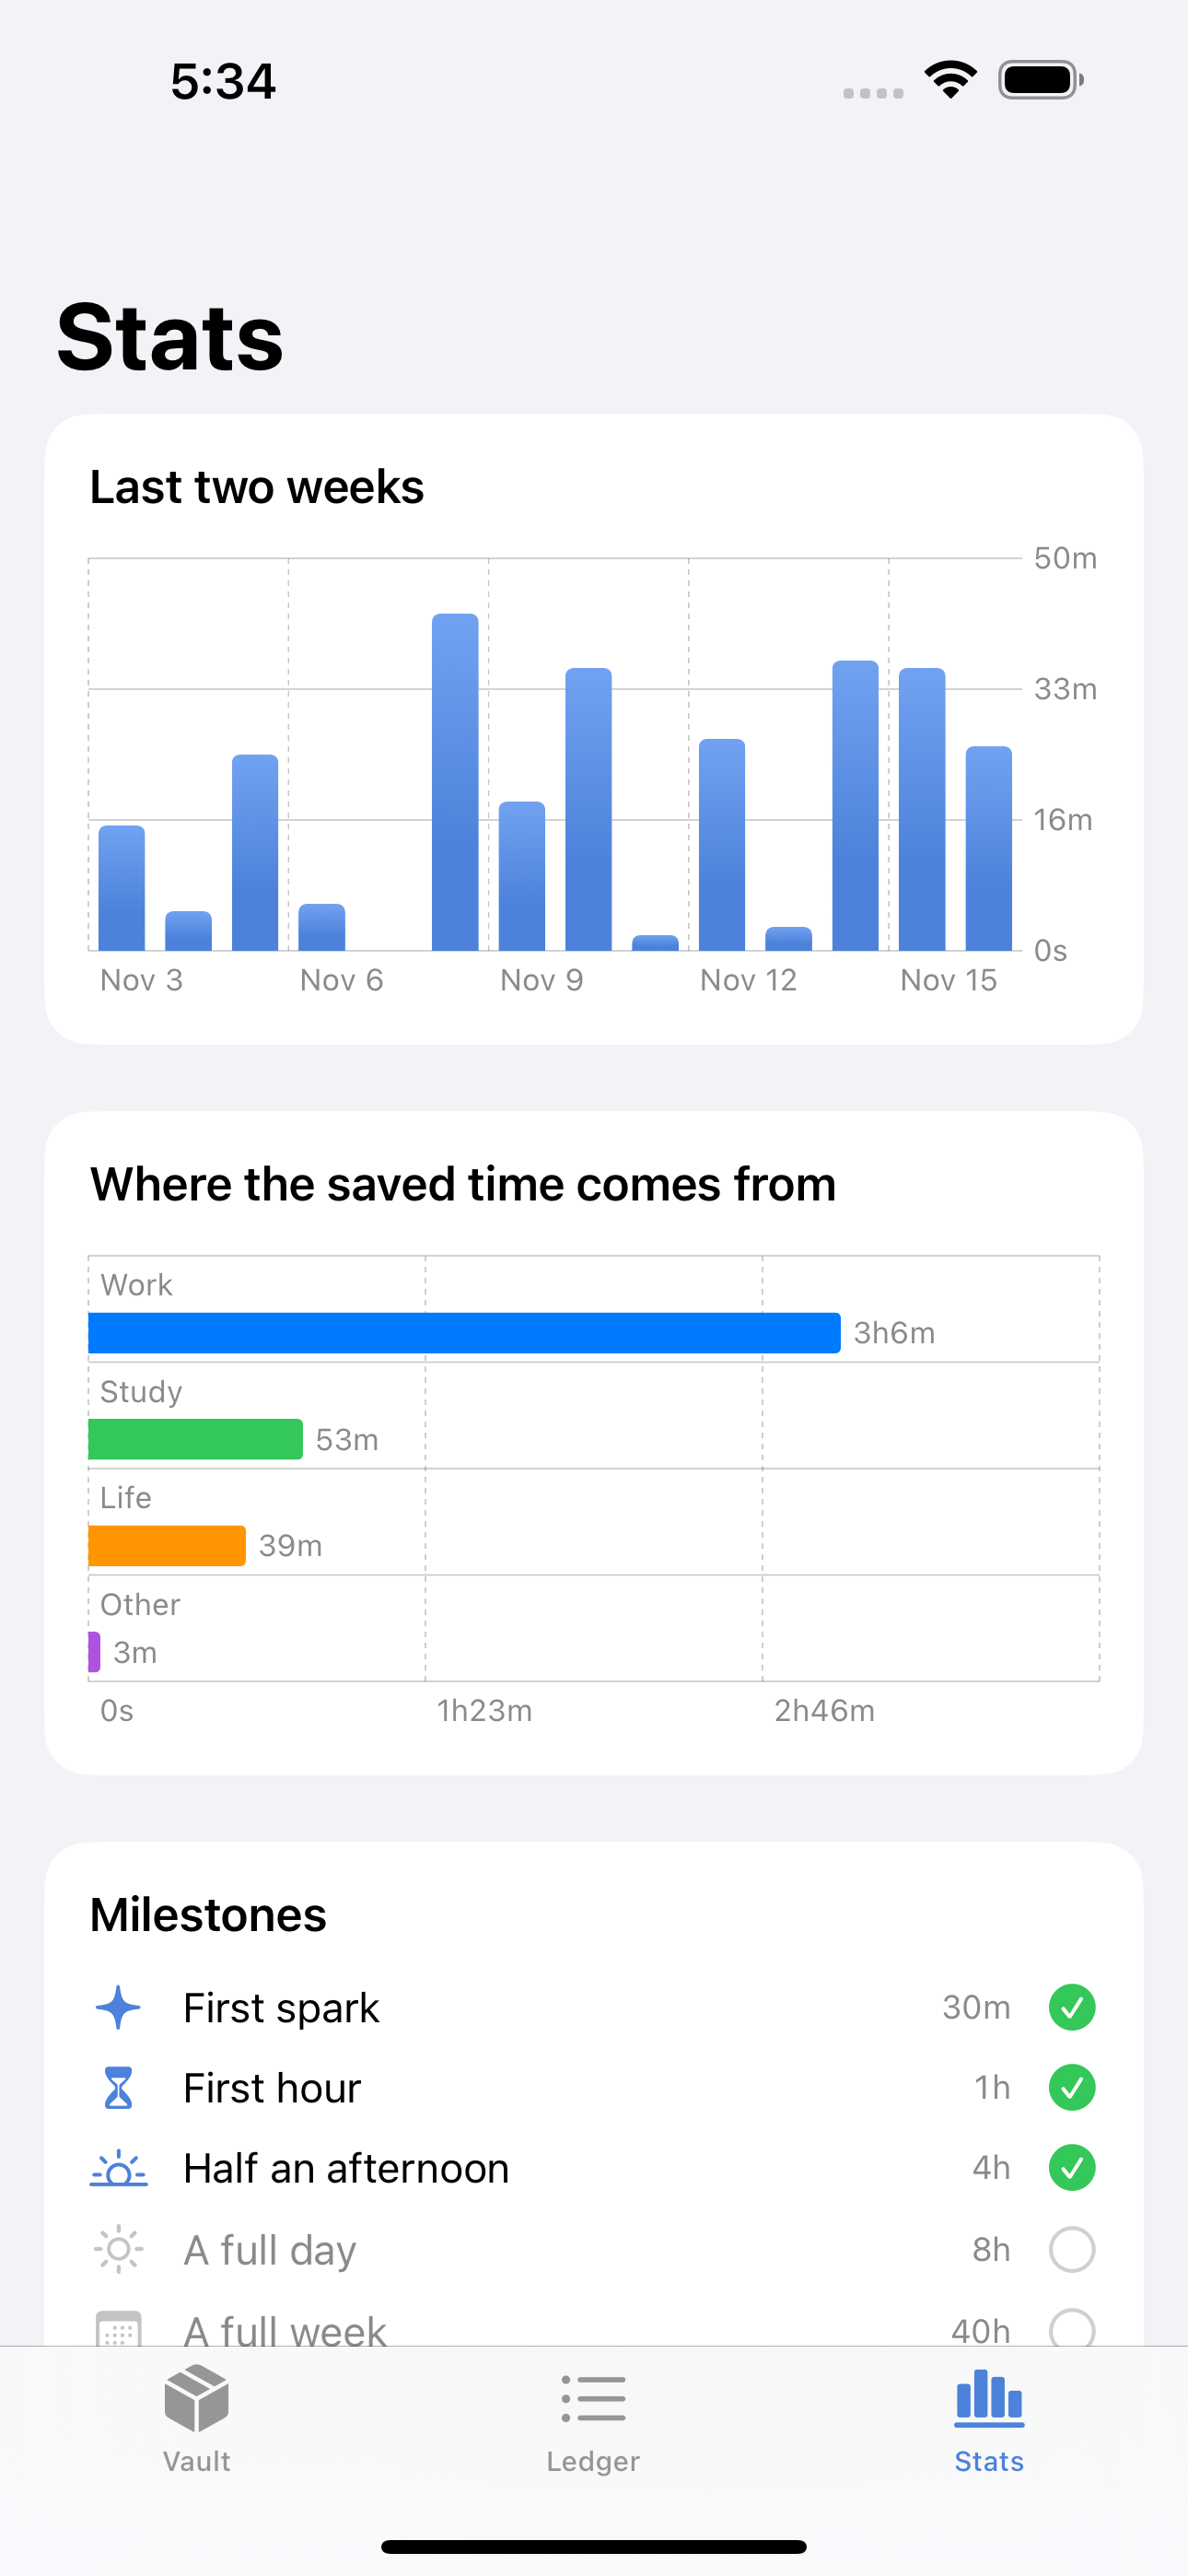 5:34
Stats
Last two weeks
50m
33m
16m
0s
Nov 3 Nov 6 Nov 9 Nov 12 Nov 15
Where the saved time comes from
Work
3h6m
Study
53m
Life
39m
Other
3m
0s 1h23m 2h46m
Milestones
First spark 30m
First hour 1h
Half an afternoon 4h
A full day 8h
A full week 40h
Vault Ledger Stats